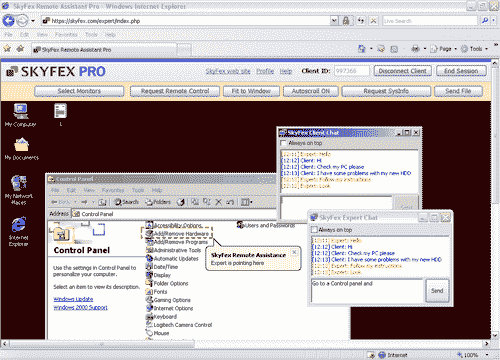 SkyFex Remote Assistant Pro - Windows Internet Explorer
https://skyfex.com/expert/index.php
Live Search
File Edit View Favorites Tools Help
SkyFex Remote Assistant Pro
Page Tools
SKYFEX PRO
SkyFex web site Profile Help Client ID: 997368 Disconnect Client End Session
Select Monitors Request Remote Control Fit to Window Autoscroll ON Request SysInfo Send File
My Computer
1
My Documents
My Network Places
Internet Explorer
Control Panel
File Edit View Favorites Tools Help
Back Search Folders
Address Control Panel
Control Panel
Use the settings in Control Panel to personalize your computer.
Select an item to view its description.
Windows Update
Windows 2000 Support
Accessibility Options
Add/Remove Hardware
Add/Remove Programs
Administrative Tools
Automatic Updates
Date/Time
Display
Folder Options
Fonts
Gaming Options
Internet Options
Keyboard
Logitech Camera Control
Mouse
Users and Passwords
SkyFex Remote Assistance
Expert is pointing here
SkyFex Client Chat
Always on top
[12:11] Expert: Hello
[12:12] Client: Hi
[12:12] Client: Check my PC please
[12:13] Client: I have some problems with my new HDD
[12:13] Expert: Follow my instructions
[12:13] Expert: Look
Send
SkyFex Expert Chat
Always on top
[12:11] Expert: Hello
[12:12] Client: Hi
[12:12] Client: Check my PC please
[12:13] Client: I have some problems with my new HDD
[12:13] Expert: Follow my instructions
[12:13] Expert: Look
Go to a Control panel and
Send
Internet 100%